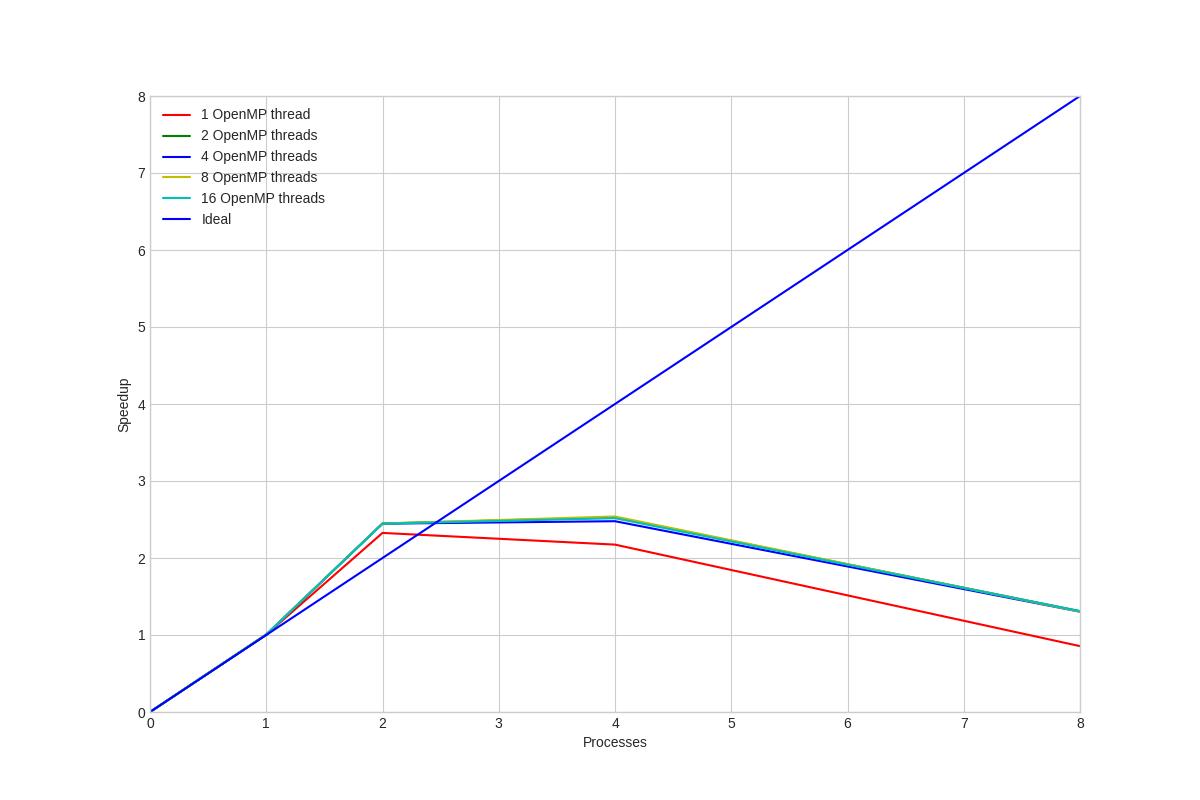 1 OpenMP thread
2 OpenMP threads
4 OpenMP threads
8 OpenMP threads
16 OpenMP threads
Ideal
8
7
6
5
4
3
2
1
0
Speedup
0 1 2 3 4 5 6 7 8
Processes